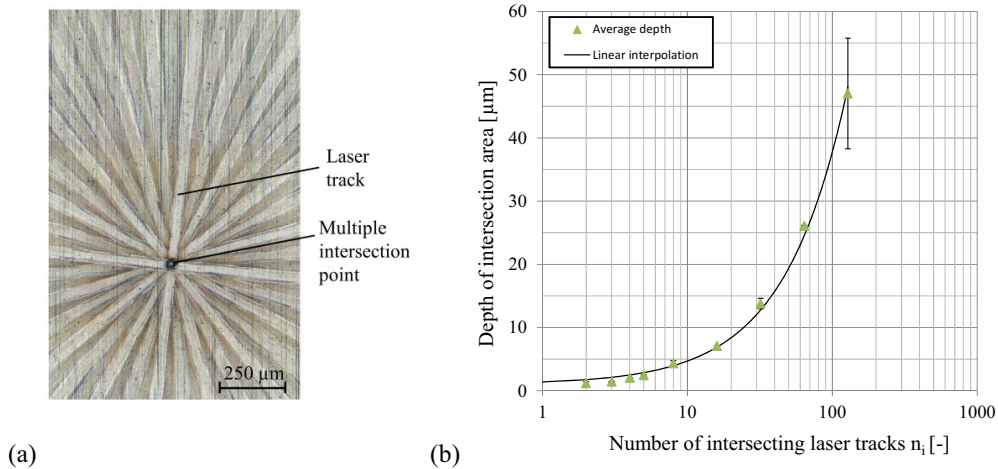 Laser
track
Multiple
intersection
point
250 µm
(a)
Depth of intersection area [µm]
60
50
40
30
20
10
0
Average depth
Linear interpolation
1
10
100
1000
Number of intersecting laser tracks nᵢ [-]
(b)